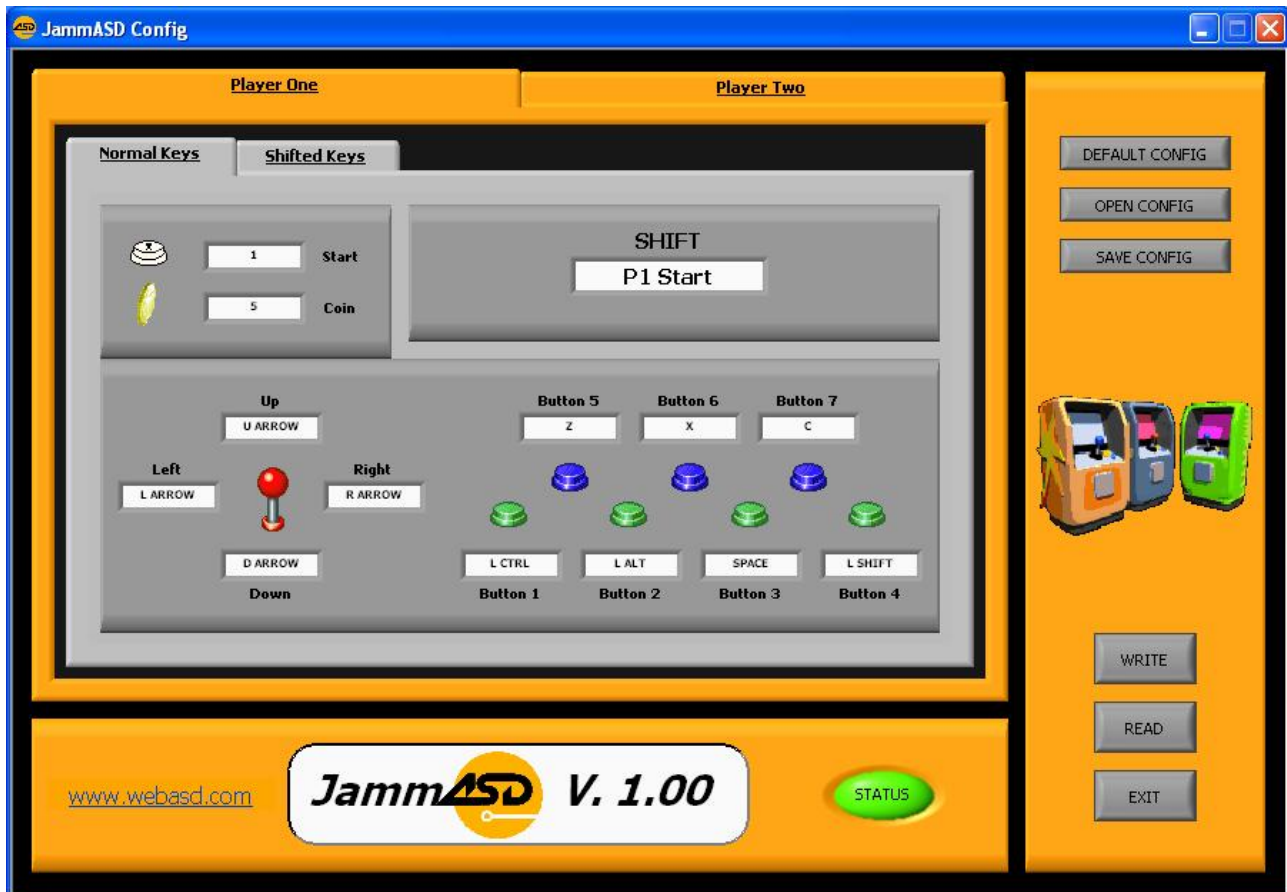 JammASD Config
Player One
Player Two
Normal Keys
Shifted Keys
1
Start
5
Coin
SHIFT
P1 Start
Up
U ARROW
Left
L ARROW
Right
R ARROW
D ARROW
Down
Button 5
Button 6
Button 7
Z
X
C
L CTRL
L ALT
SPACE
L SHIFT
Button 1
Button 2
Button 3
Button 4
DEFAULT CONFIG
OPEN CONFIG
SAVE CONFIG
WRITE
READ
EXIT
www.webasd.com
JammASD V. 1.00
STATUS